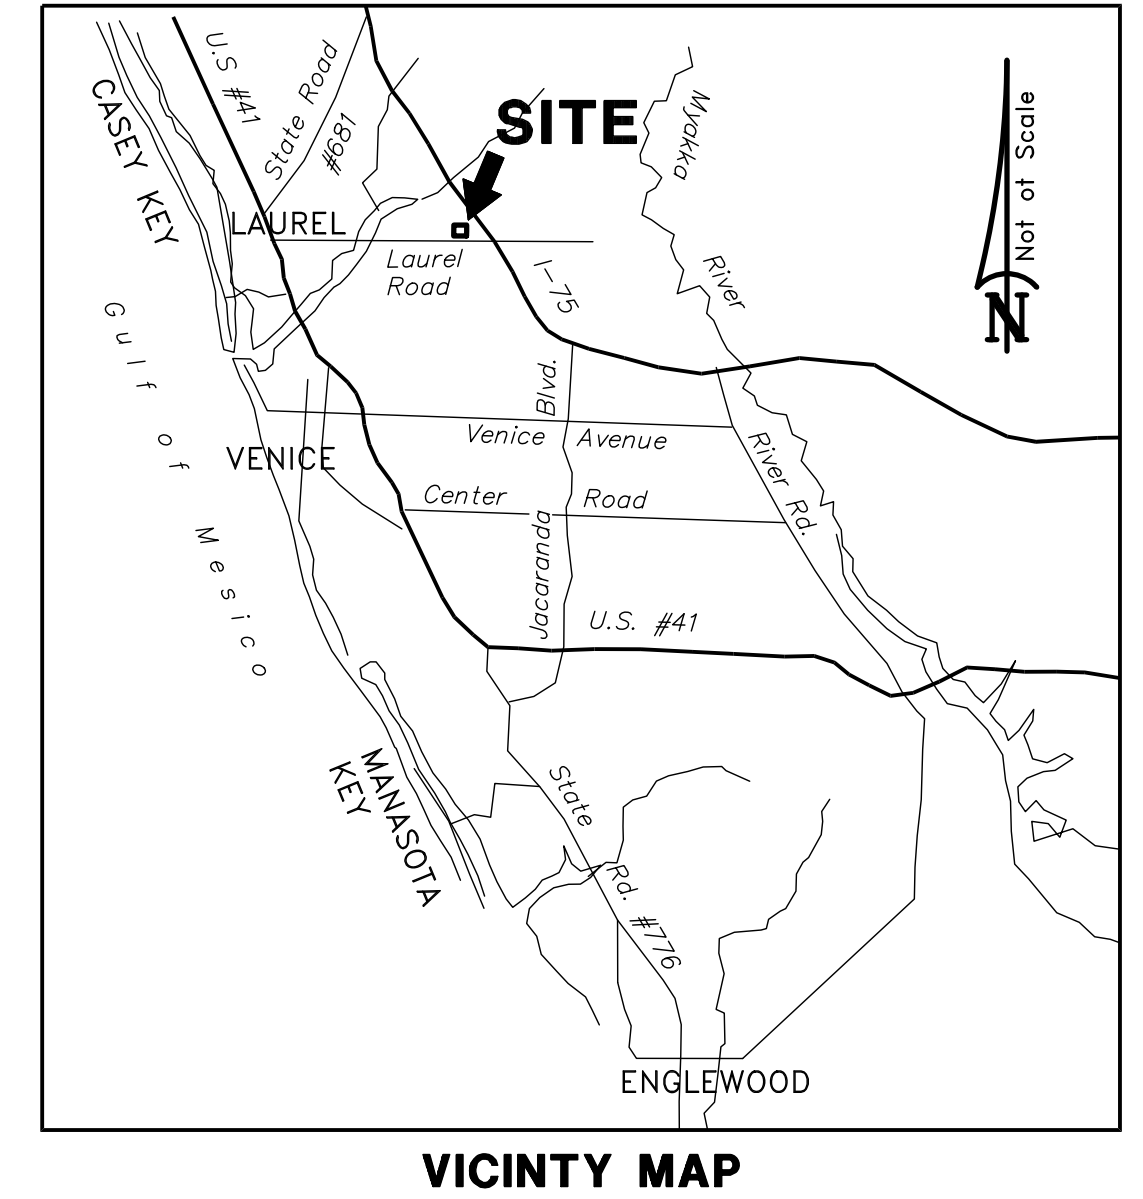 CASEY KEY
U.S #41
State Road
#681
SITE
Myakka
River
Not ot Scale
N
LAUREL
Laurel
Road
I-75
Gulf of Mesico
Blvd.
Venice Avenue
VENICE
Center Road
River Rd.
Jacaranda
U.S. #41
MANASOTA
KEY
State
Rd. #776
ENGLEWOOD
VICINTY MAP